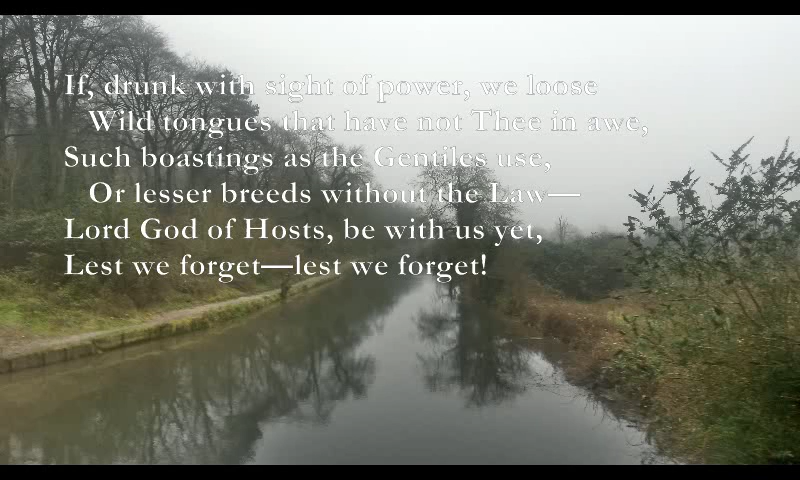 If, drunk with sight of power, we loose
Wild tongues that have not Thee in awe,
Such boastings as the Gentiles use,
Or lesser breeds without the Law—
Lord God of Hosts, be with us yet,
Lest we forget—lest we forget!